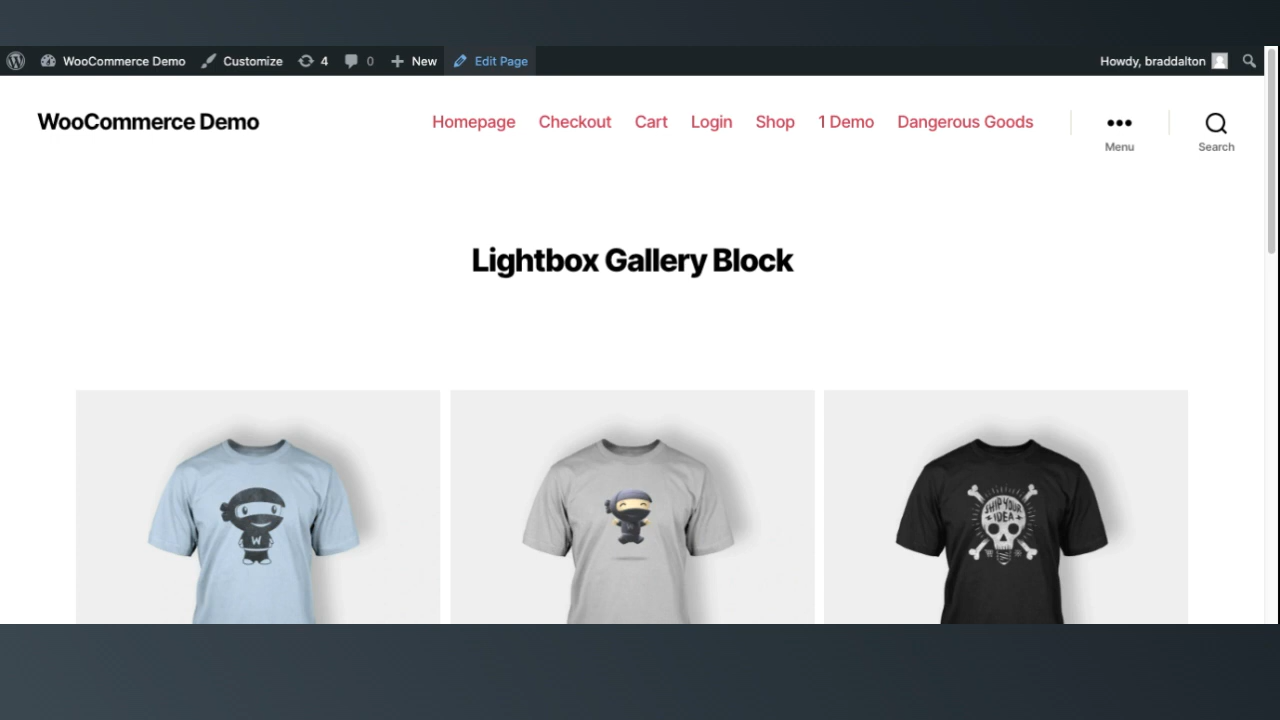 WooCommerce Demo Customize 4 0 New Edit Page Howdy, braddalton
WooCommerce Demo Homepage Checkout Cart Login Shop 1 Demo Dangerous Goods
Menu Search
Lightbox Gallery Block
W
SHIP YOUR
IDEA